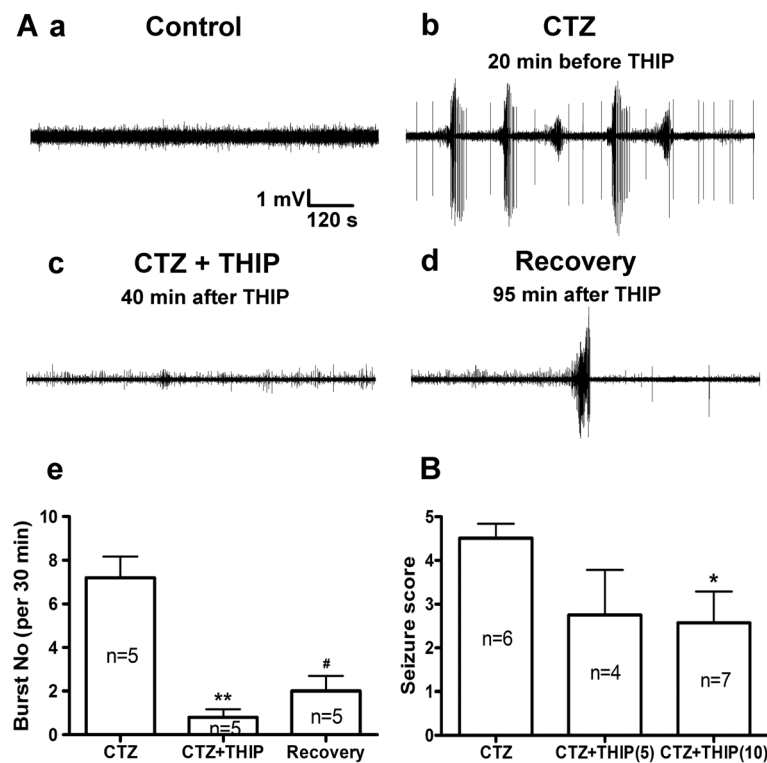 A a Control
b CTZ
20 min before THIP
1 mV
120 s
c CTZ + THIP
40 min after THIP
d Recovery
95 min after THIP
e
Burst No (per 30 min)
10
8
6
4
2
0
n=5
**
n=5
#
n=5
CTZ CTZ+THIP Recovery
B
Seizure score
5
4
3
2
1
0
n=6
n=4
*
n=7
CTZ CTZ+THIP(5) CTZ+THIP(10)